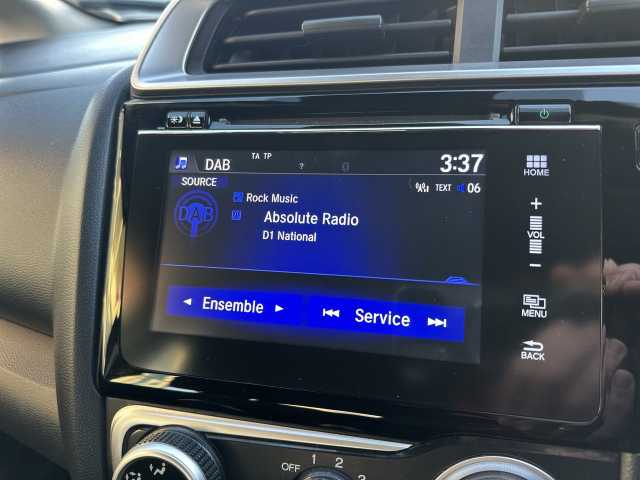 TA TP
DAB
?
3:37
HOME
SOURCE
TEXT
06
Rock Music
DAB
Absolute Radio
D1 National
+
VOL
-
Ensemble
Service
MENU
BACK
OFF
1
2
3